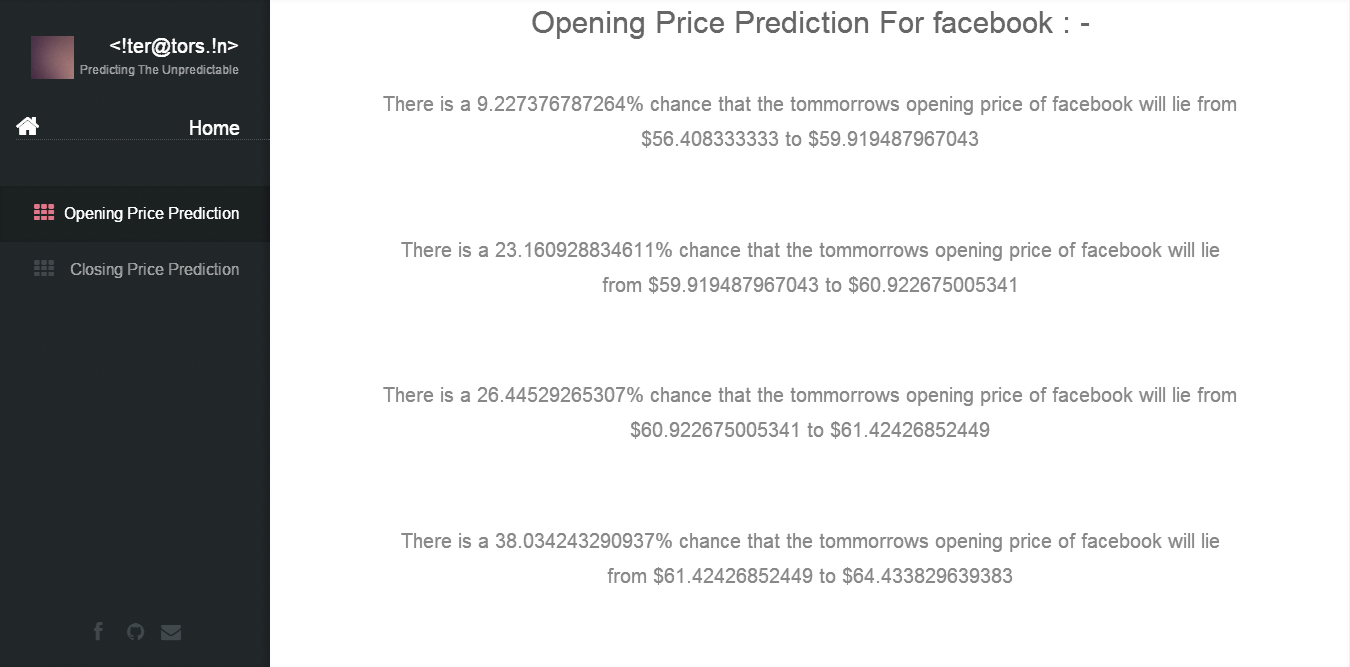 <!ter@tors.!n>
Predicting The Unpredictable
Home
Opening Price Prediction
Closing Price Prediction
Opening Price Prediction For facebook : -
There is a 9.227376787264% chance that the tommorrows opening price of facebook will lie from
$56.408333333 to $59.919487967043
There is a 23.160928834611% chance that the tommorrows opening price of facebook will lie
from $59.919487967043 to $60.922675005341
There is a 26.44529265307% chance that the tommorrows opening price of facebook will lie from
$60.922675005341 to $61.42426852449
There is a 38.034243290937% chance that the tommorrows opening price of facebook will lie
from $61.42426852449 to $64.433829639383